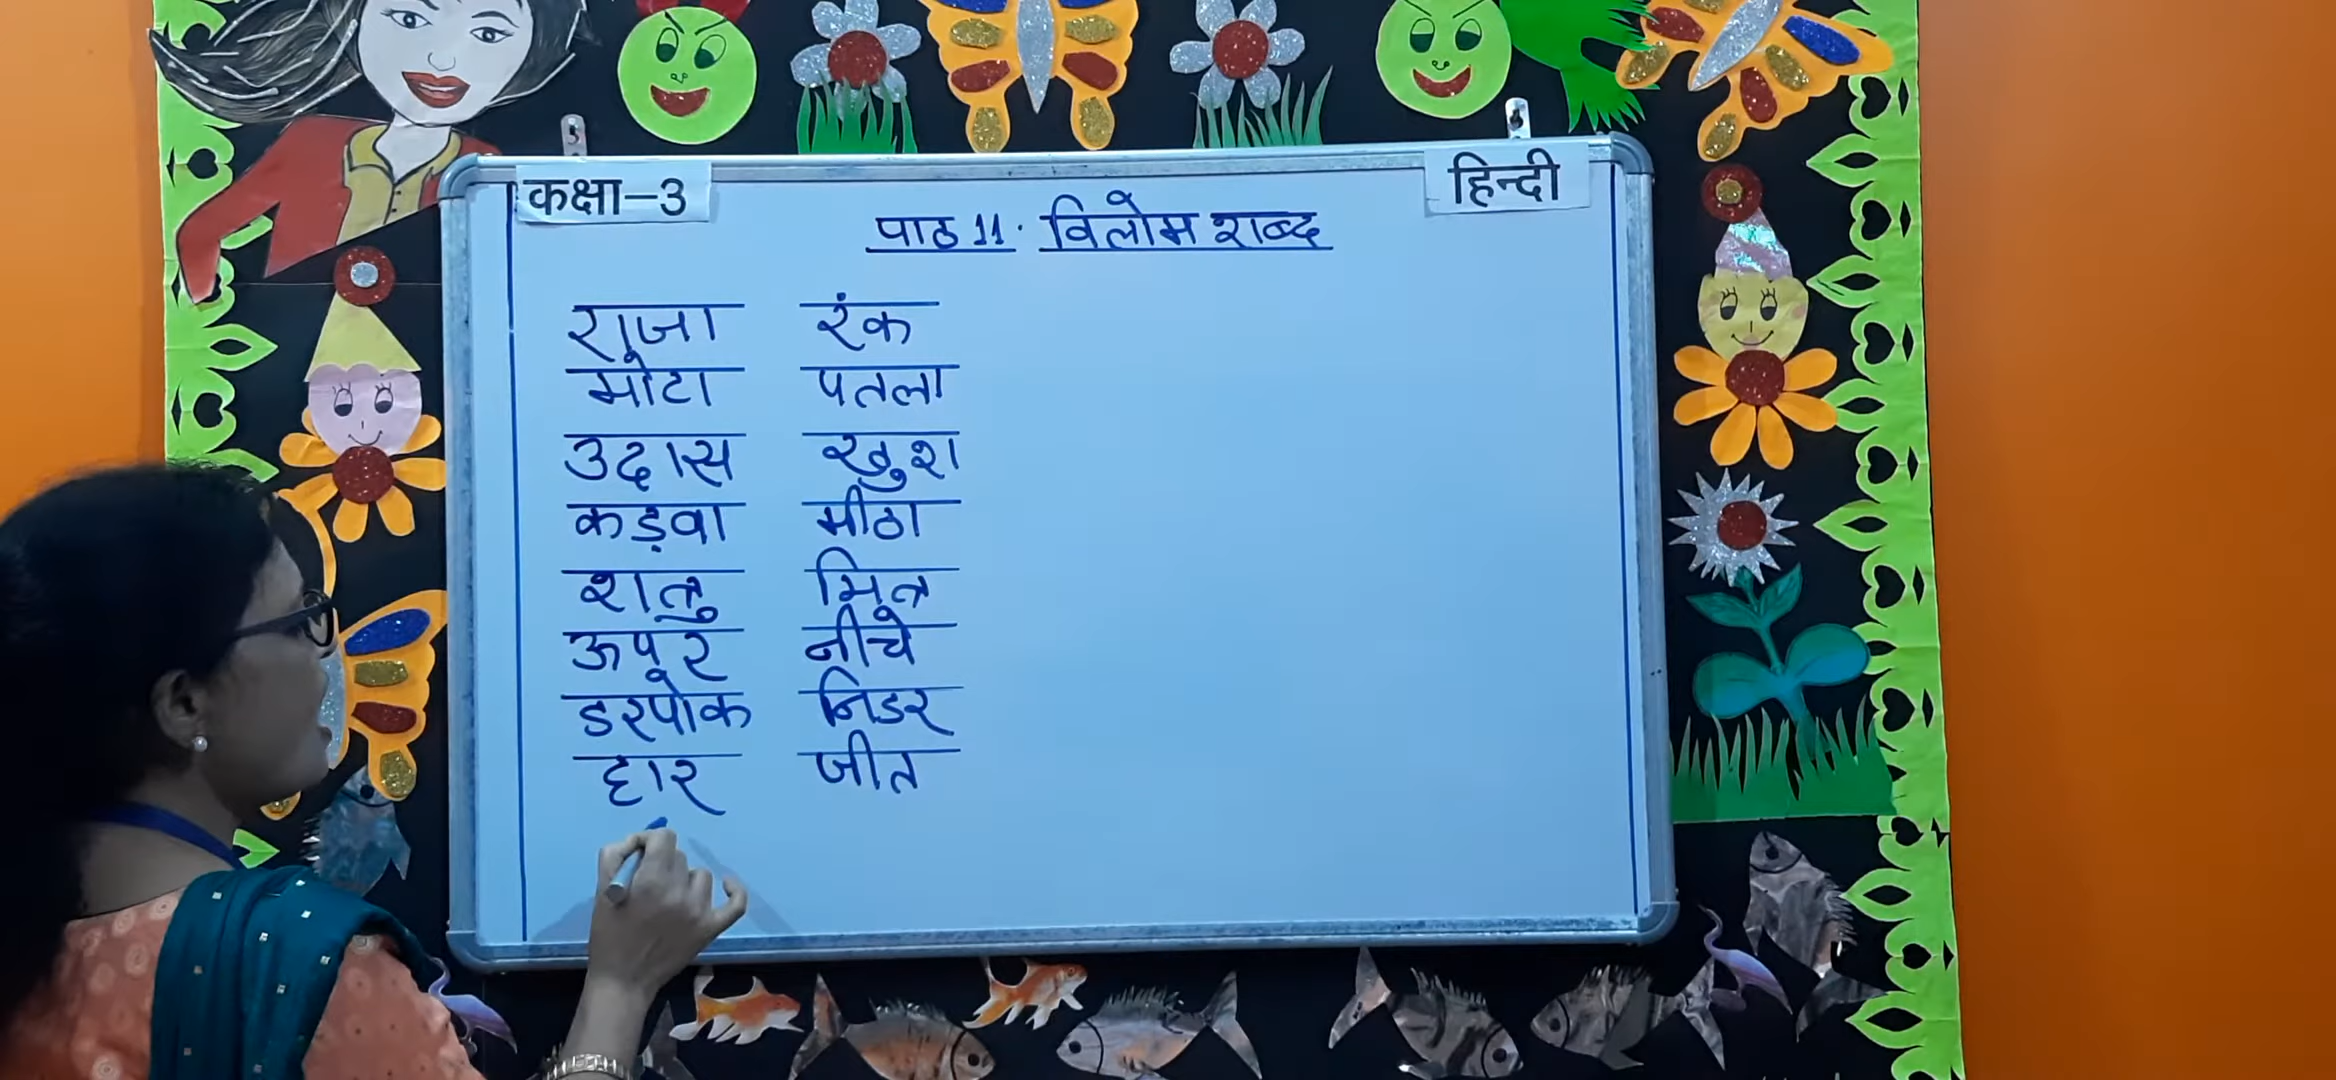 कक्षा-3
हिन्दी
पाठ 11. विलोम शब्द
राजा रंक
मोटा पतला
उदास खुश
कड़वा मीठा
शत्रु मित्र
ऊपर नीचे
डरपोक निडर
हार जीत